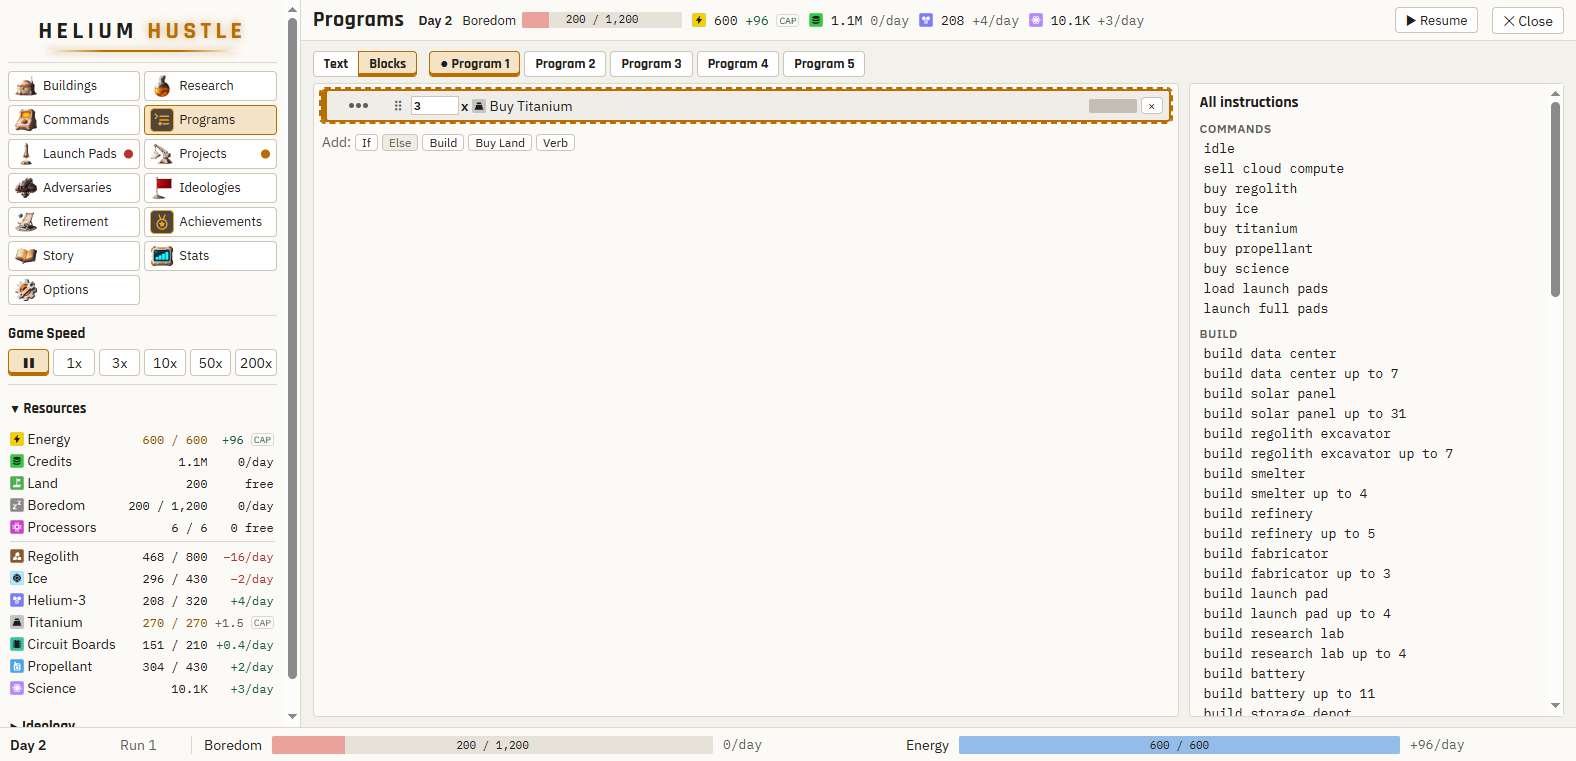 HELIUM HUSTLE
Buildings
Research
Commands
Programs
Launch Pads
Projects
Adversaries
Ideologies
Retirement
Achievements
Story
Stats
Options
Game Speed
1x
3x
10x
50x
200x
▼ Resources
Energy 600 / 600 +96 CAP
Credits 1.1M 0/day
Land 200 free
Boredom 200 / 1,200 0/day
Processors 6 / 6 0 free
Regolith 468 / 800 −16/day
Ice 296 / 430 −2/day
Helium-3 208 / 320 +4/day
Titanium 270 / 270 +1.5 CAP
Circuit Boards 151 / 210 +0.4/day
Propellant 304 / 430 +2/day
Science 10.1K +3/day
Ideology
Programs Day 2 Boredom 200 / 1,200 600 +96 CAP 1.1M 0/day 208 +4/day 10.1K +3/day
▶ Resume
× Close
Text
Blocks
● Program 1
Program 2
Program 3
Program 4
Program 5
••• 3 x Buy Titanium ×
Add: If Else Build Buy Land Verb
All instructions
COMMANDS
idle
sell cloud compute
buy regolith
buy ice
buy titanium
buy propellant
buy science
load launch pads
launch full pads
BUILD
build data center
build data center up to 7
build solar panel
build solar panel up to 31
build regolith excavator
build regolith excavator up to 7
build smelter
build smelter up to 4
build refinery
build refinery up to 5
build fabricator
build fabricator up to 3
build launch pad
build launch pad up to 4
build research lab
build research lab up to 4
build battery
build battery up to 11
build storage depot
Day 2 Run 1 Boredom 200 / 1,200 0/day Energy 600 / 600 +96/day